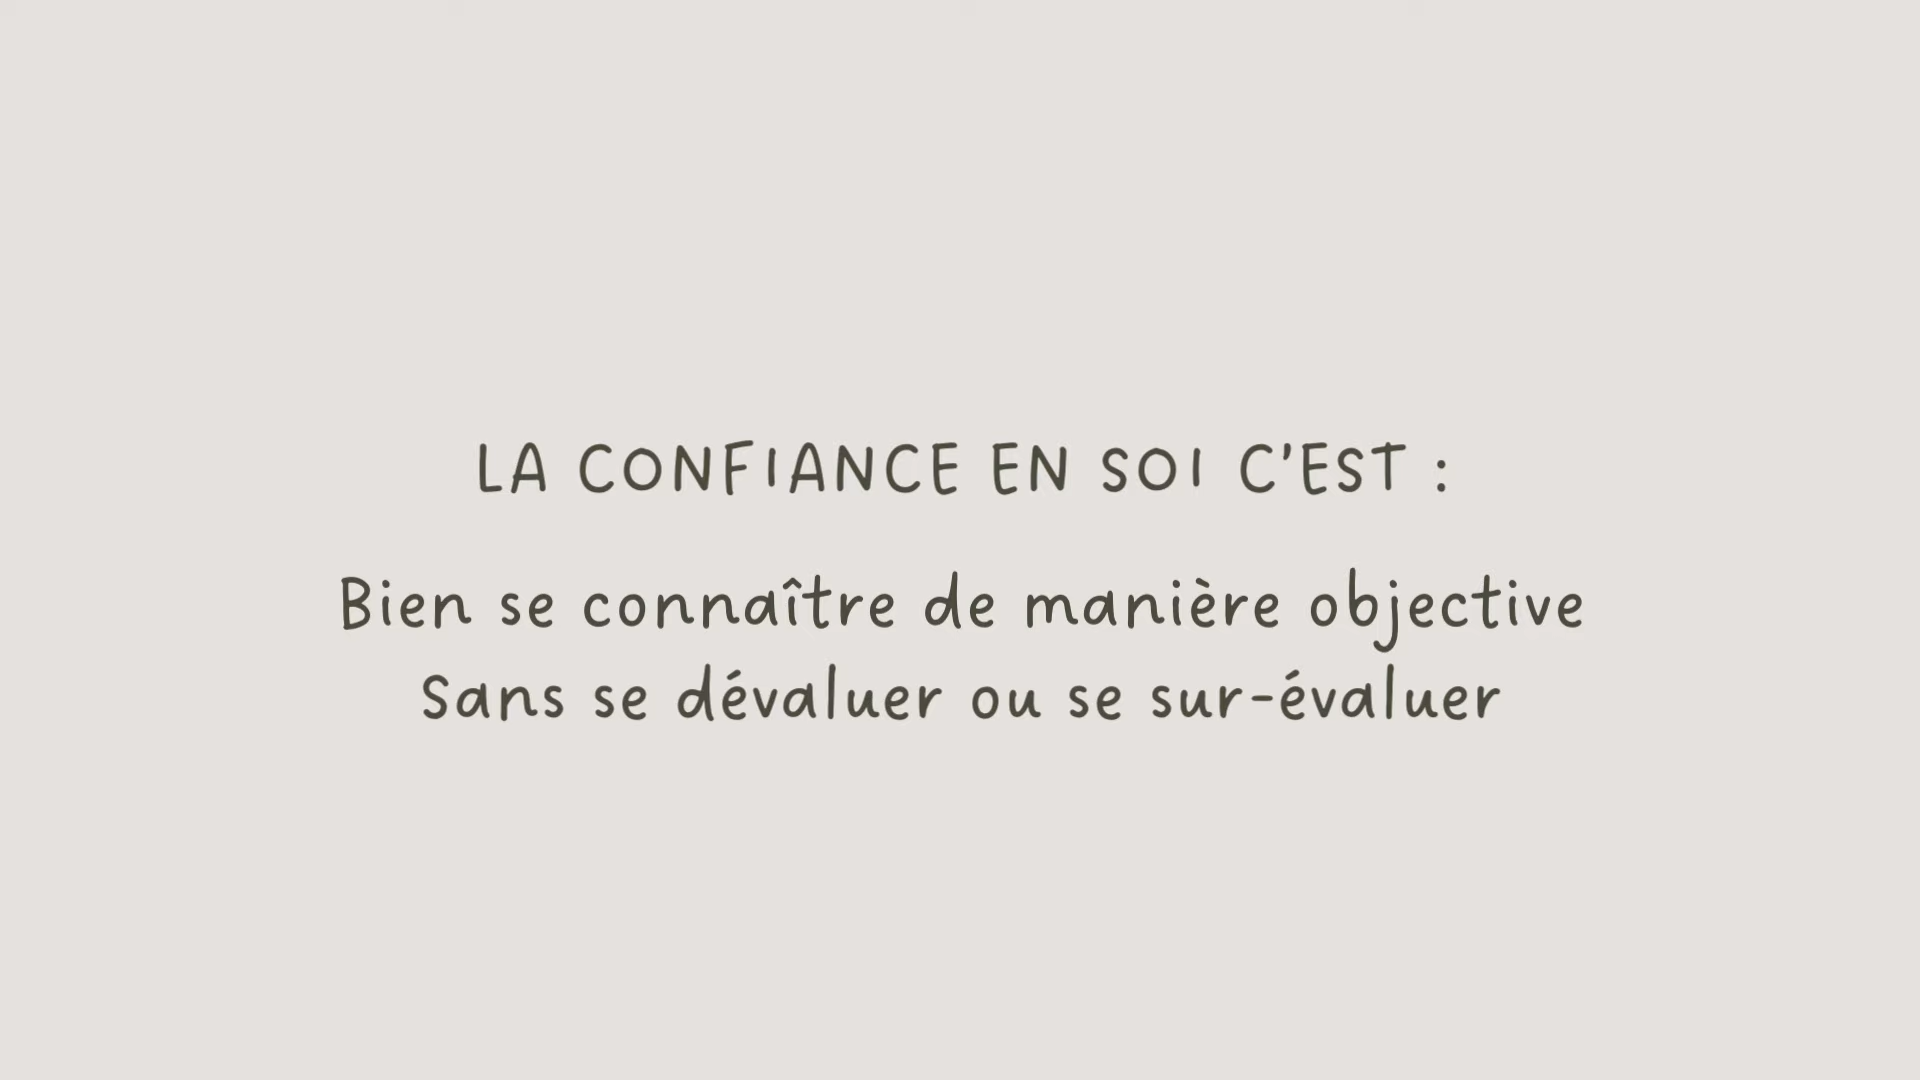 LA CONFIANCE EN SOI C'EST :
Bien se connaître de manière objective
Sans se dévaluer ou se sur-évaluer